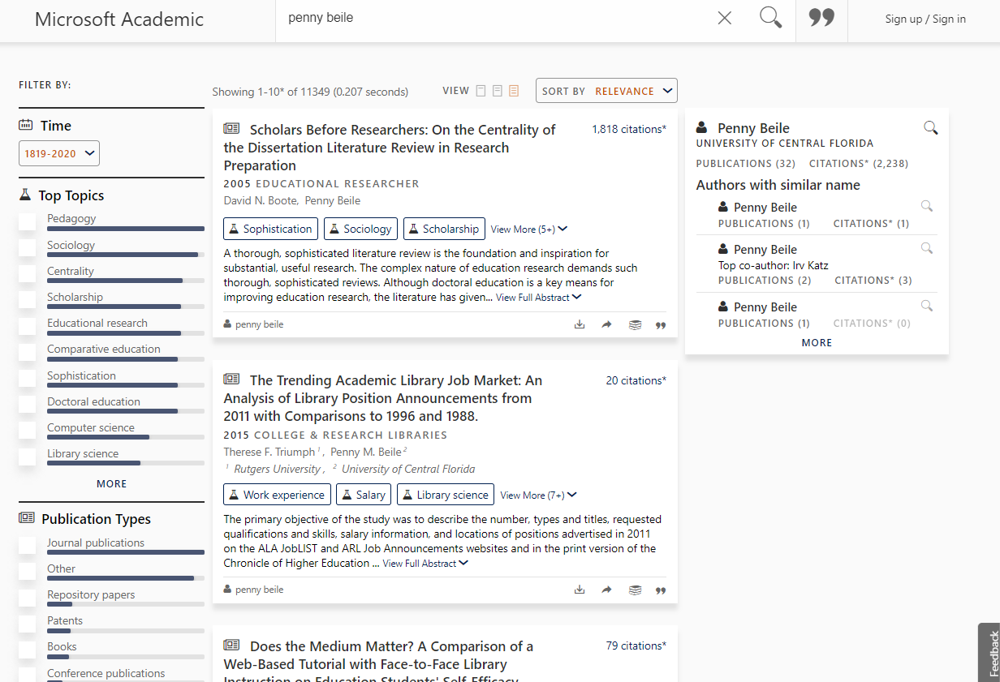 Microsoft Academic
penny beile
Sign up / Sign in
FILTER BY:
Time
1819-2020
Top Topics
Pedagogy
Sociology
Centrality
Scholarship
Educational research
Comparative education
Sophistication
Doctoral education
Computer science
Library science
MORE
Publication Types
Journal publications
Other
Repository papers
Patents
Books
Conference publications
Showing 1-10* of 11349 (0.207 seconds)
VIEW
SORT BY RELEVANCE
Scholars Before Researchers: On the Centrality of
the Dissertation Literature Review in Research
Preparation
1,818 citations*
2005 EDUCATIONAL RESEARCHER
David N. Boote, Penny Beile
Sophistication Sociology Scholarship View More (5+)
A thorough, sophisticated literature review is the foundation and inspiration for
substantial, useful research. The complex nature of education research demands such
thorough, sophisticated reviews. Although doctoral education is a key means for
improving education research, the literature has given... View Full Abstract
penny beile
The Trending Academic Library Job Market: An
Analysis of Library Position Announcements from
2011 with Comparisons to 1996 and 1988.
20 citations*
2015 COLLEGE & RESEARCH LIBRARIES
Therese F. Triumph 1 , Penny M. Beile 2
1 Rutgers University , 2 University of Central Florida
Work experience Salary Library science View More (7+)
The primary objective of the study was to describe the number, types and titles, requested
qualifications and skills, salary information, and locations of positions advertised in 2011
on the ALA JobLIST and ARL Job Announcements websites and in the print version of the
Chronicle of Higher Education ... View Full Abstract
penny beile
Does the Medium Matter? A Comparison of a
Web-Based Tutorial with Face-to-Face Library
Instruction on Education Students' Self-Efficacy
79 citations*
Penny Beile
UNIVERSITY OF CENTRAL FLORIDA
PUBLICATIONS (32) CITATIONS* (2,238)
Authors with similar name
Penny Beile
PUBLICATIONS (1) CITATIONS* (1)
Penny Beile
Top co-author: Irv Katz
PUBLICATIONS (2) CITATIONS* (3)
Penny Beile
PUBLICATIONS (1) CITATIONS* (0)
MORE
Feedback